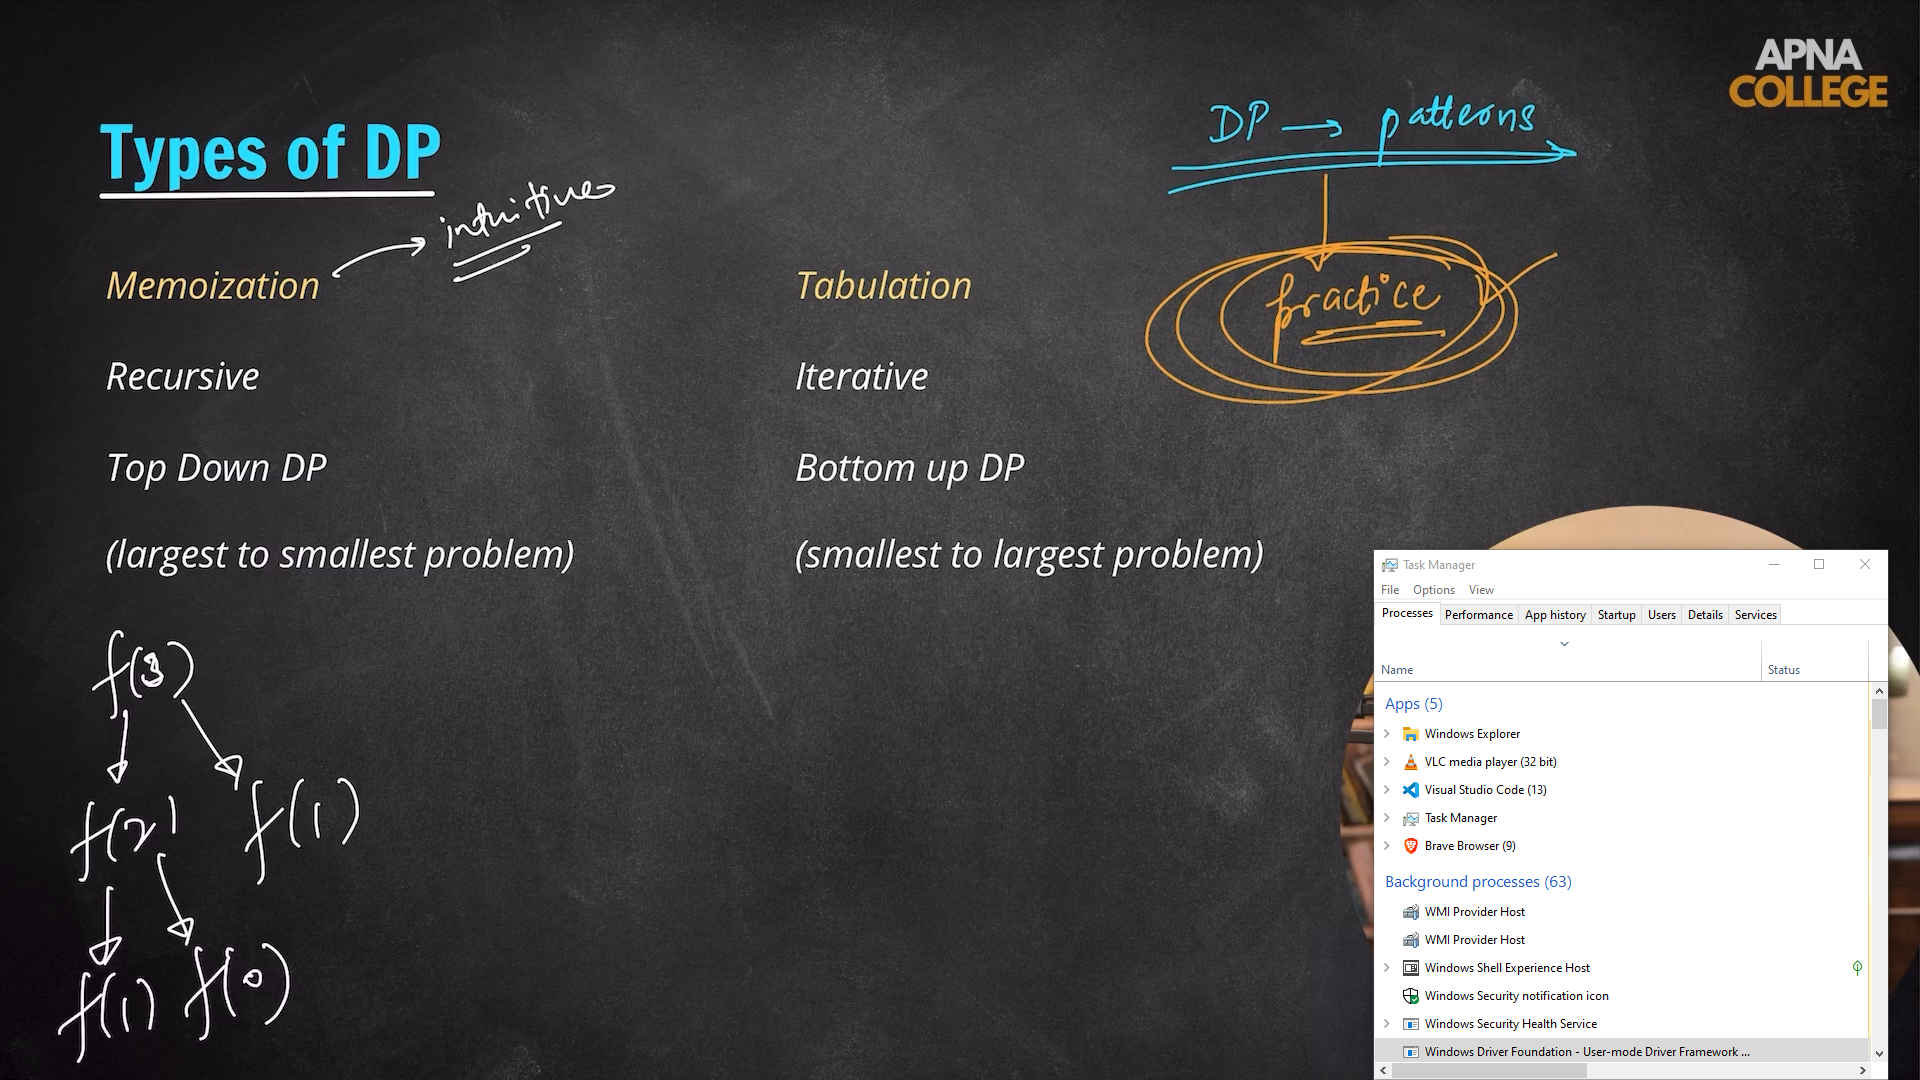 APNA
COLLEGE
DP → patterns
Types of DP
intuitive
Memoization
Tabulation
practice
Recursive
Iterative
Top Down DP
Bottom up DP
(largest to smallest problem)
(smallest to largest problem)
f(3)
f(2) f(1)
f(1) f(0)
Task Manager
File Options View
Processes Performance App history Startup Users Details Services
Name Status
Apps (5)
Windows Explorer
VLC media player (32 bit)
Visual Studio Code (13)
Task Manager
Brave Browser (9)
Background processes (63)
WMI Provider Host
WMI Provider Host
Windows Shell Experience Host
Windows Security notification icon
Windows Security Health Service
Windows Driver Foundation - User-mode Driver Framework ...